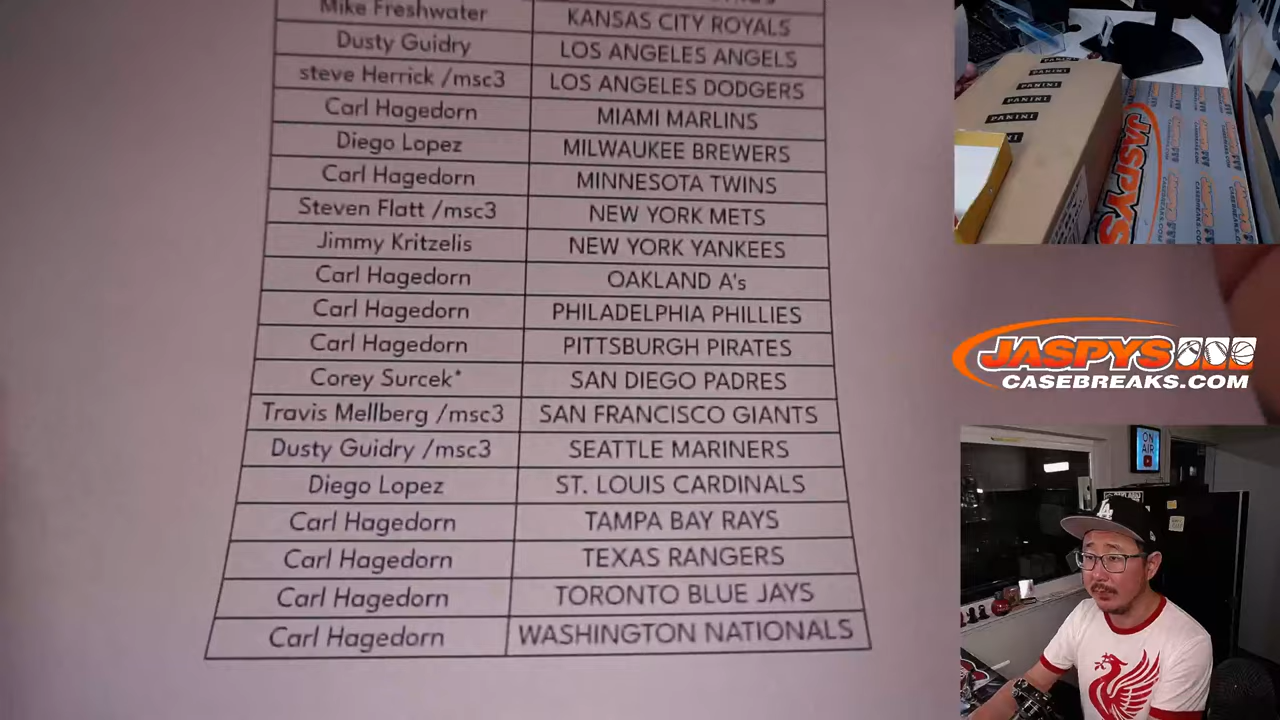 Mike Freshwater KANSAS CITY ROYALS
Dusty Guidry LOS ANGELES ANGELS
steve Herrick /msc3 LOS ANGELES DODGERS
Carl Hagedorn MIAMI MARLINS
Diego Lopez MILWAUKEE BREWERS
Carl Hagedorn MINNESOTA TWINS
Steven Flatt /msc3 NEW YORK METS
Jimmy Kritzelis NEW YORK YANKEES
Carl Hagedorn OAKLAND A's
Carl Hagedorn PHILADELPHIA PHILLIES
Carl Hagedorn PITTSBURGH PIRATES
Corey Surcek* SAN DIEGO PADRES
Travis Mellberg /msc3 SAN FRANCISCO GIANTS
Dusty Guidry /msc3 SEATTLE MARINERS
Diego Lopez ST. LOUIS CARDINALS
Carl Hagedorn TAMPA BAY RAYS
Carl Hagedorn TEXAS RANGERS
Carl Hagedorn TORONTO BLUE JAYS
Carl Hagedorn WASHINGTON NATIONALS
PANINI
PANINI
PANINI
PANINI
PANINI
JASPYS
JASPYS
CASEBREAKS.COM
ON
AIR
LA